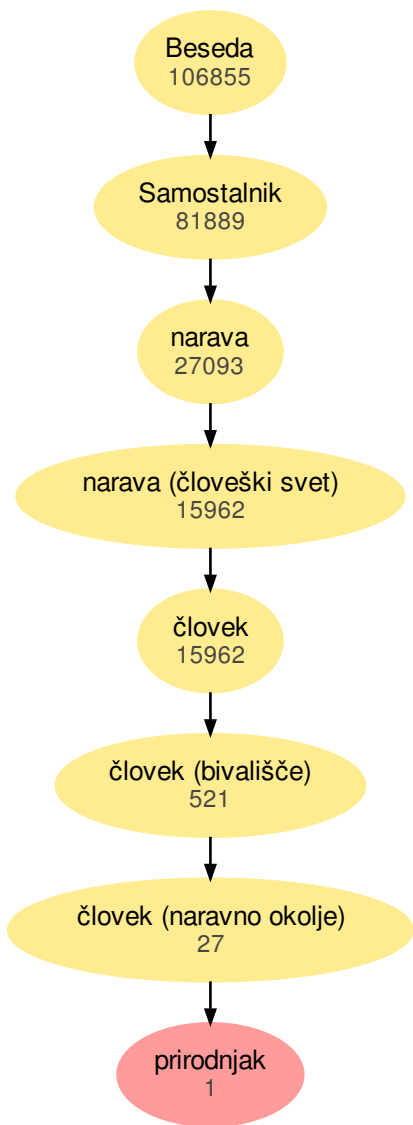 Beseda
106855
Samostalnik
81889
narava
27093
narava (človeški svet)
15962
človek
15962
človek (bivališče)
521
človek (naravno okolje)
27
prirodnjak
1